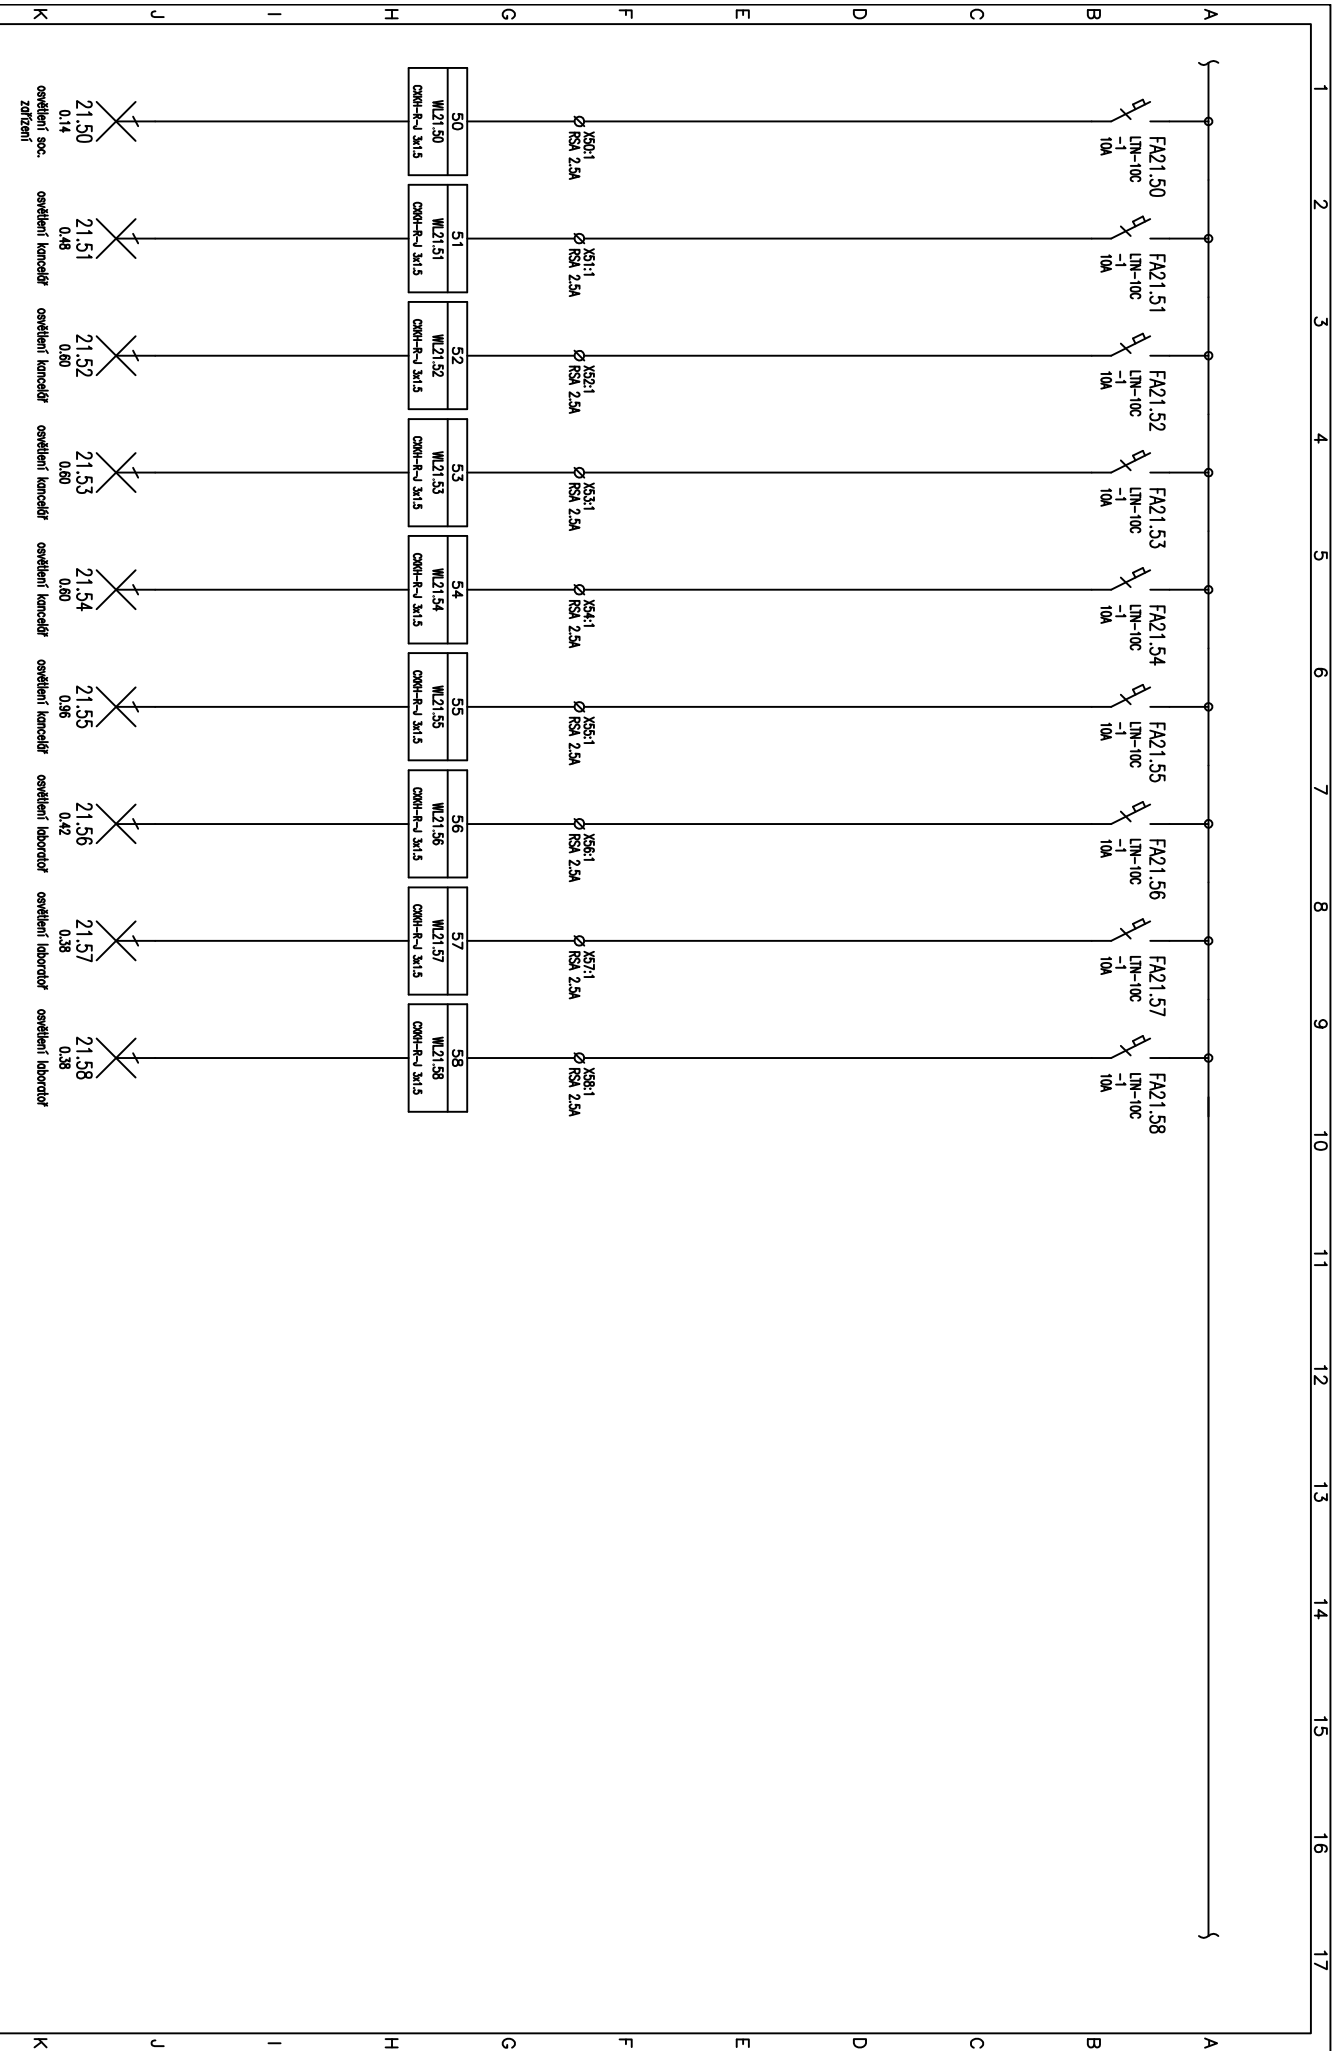 1 2 3 4 5 6 7 8 9 10 11 12 13 14 15 16 17
A A
B B
C C
D D
E E
F F
G G
H H
I I
J J
K K
FA21.50
LTN-10C
-1
10A
FA21.51
LTN-10C
-1
10A
FA21.52
LTN-10C
-1
10A
FA21.53
LTN-10C
-1
10A
FA21.54
LTN-10C
-1
10A
FA21.55
LTN-10C
-1
10A
FA21.56
LTN-10C
-1
10A
FA21.57
LTN-10C
-1
10A
FA21.58
LTN-10C
-1
10A
X50:1
RSA 2.5A
X51:1
RSA 2.5A
X52:1
RSA 2.5A
X53:1
RSA 2.5A
X54:1
RSA 2.5A
X55:1
RSA 2.5A
X56:1
RSA 2.5A
X57:1
RSA 2.5A
X58:1
RSA 2.5A
50
WL21.50
CXKH-R-J 3x1.5
51
WL21.51
CXKH-R-J 3x1.5
52
WL21.52
CXKH-R-J 3x1.5
53
WL21.53
CXKH-R-J 3x1.5
54
WL21.54
CXKH-R-J 3x1.5
55
WL21.55
CXKH-R-J 3x1.5
56
WL21.56
CXKH-R-J 3x1.5
57
WL21.57
CXKH-R-J 3x1.5
58
WL21.58
CXKH-R-J 3x1.5
21.50
0.14
osvětlení soc.
zařízení
21.51
0.48
osvětlení kancelář
21.52
0.60
osvětlení kancelář
21.53
0.60
osvětlení kancelář
21.54
0.60
osvětlení kancelář
21.55
0.96
osvětlení kancelář
21.56
0.42
osvětlení laboratoř
21.57
0.38
osvětlení laboratoř
21.58
0.38
osvětlení laboratoř